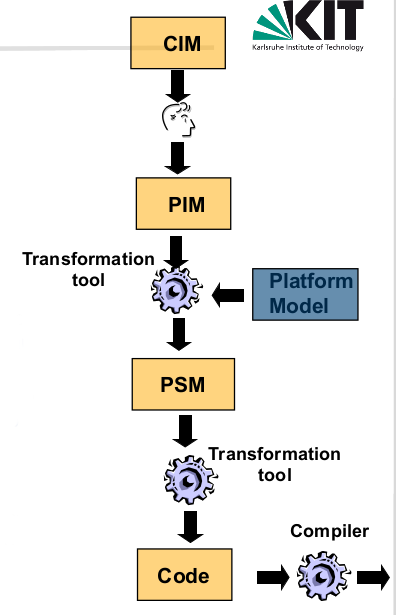 CIM
KIT
Karlsruhe Institute of Technology
PIM
Transformation
tool
Platform
Model
PSM
Transformation
tool
Compiler
Code